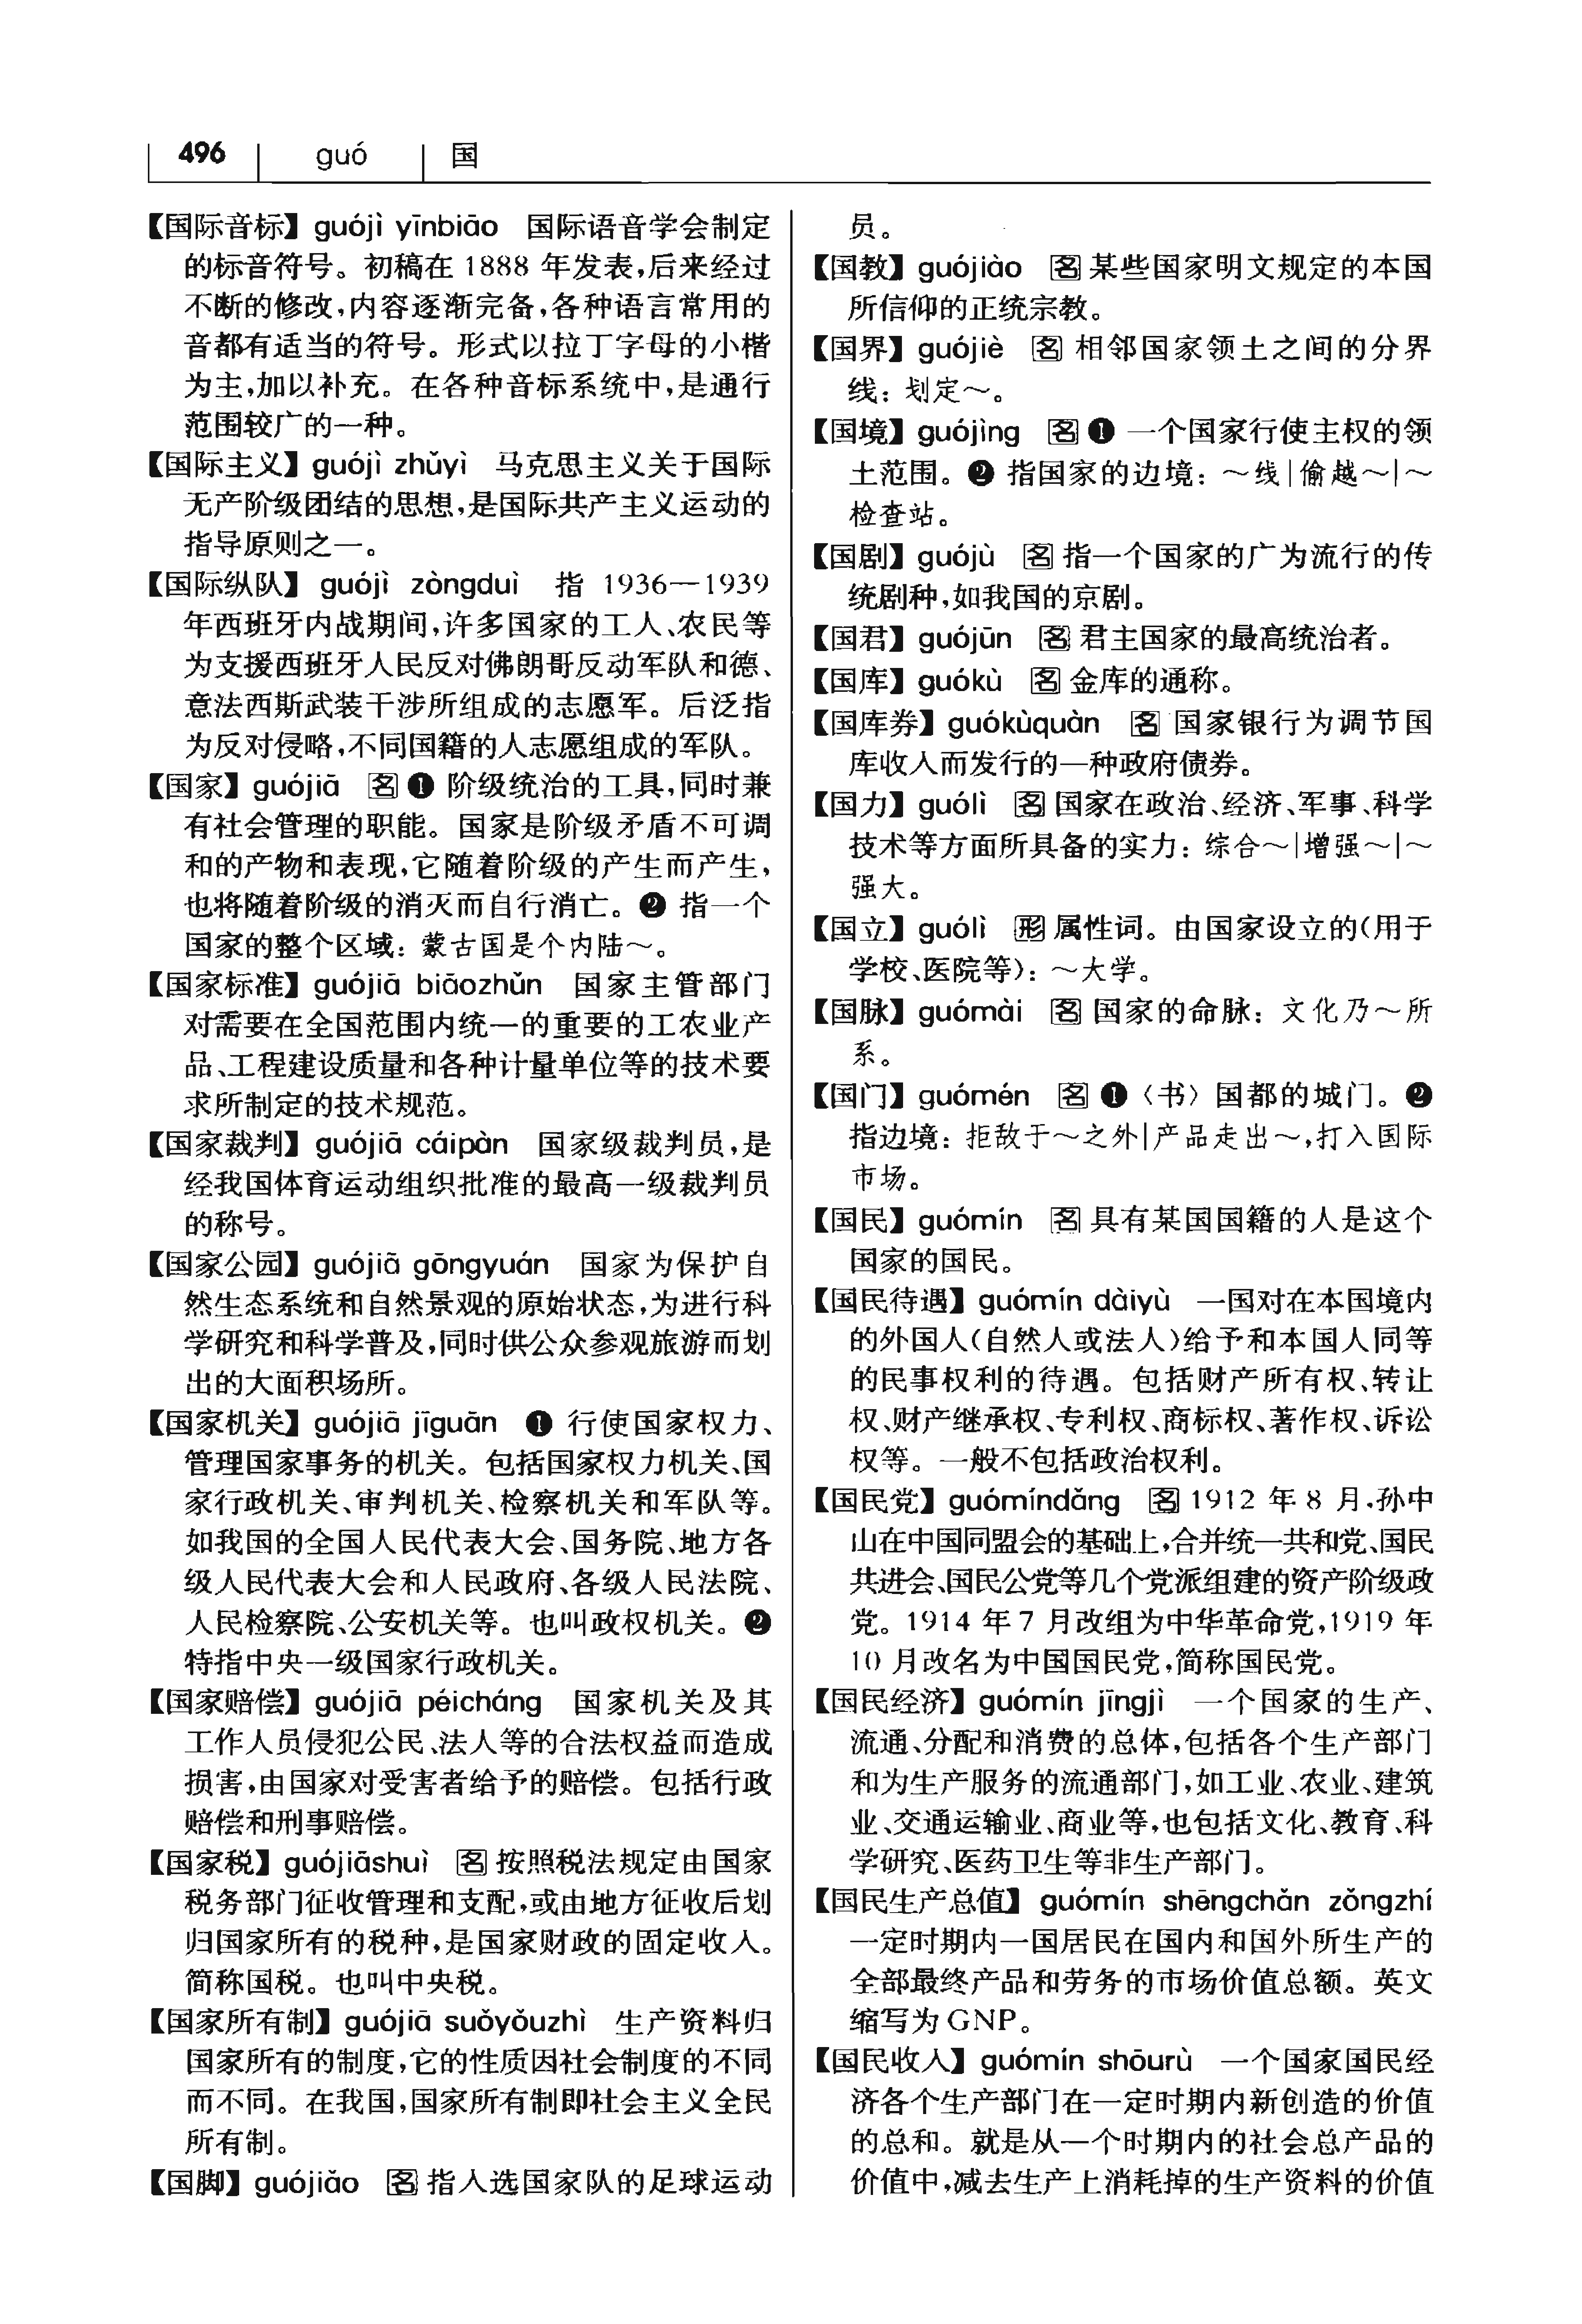 496 guó 国
【国际音标】 guójì yīnbiāo 国际语音学会制定
的标音符号。初稿在 1888 年发表,后来经过
不断的修改,内容逐渐完备,各种语言常用的
音都有适当的符号。形式以拉丁字母的小楷
为主,加以补充。在各种音标系统中,是通行
范围较广的一种。
【国际主义】 guójì zhǔyì 马克思主义关于国际
无产阶级团结的思想,是国际共产主义运动的
指导原则之一。
【国际纵队】 guójì zòngduì 指 1936—1939
年西班牙内战期间,许多国家的工人、农民等
为支援西班牙人民反对佛朗哥反动军队和德、
意法西斯武装干涉所组成的志愿军。后泛指
为反对侵略,不同国籍的人志愿组成的军队。
【国家】 guójiā 名 ❶ 阶级统治的工具,同时兼
有社会管理的职能。国家是阶级矛盾不可调
和的产物和表现,它随着阶级的产生而产生,
也将随着阶级的消灭而自行消亡。❷ 指一个
国家的整个区域: 蒙古国是个内陆～。
【国家标准】 guójiā biāozhǔn 国家主管部门
对需要在全国范围内统一的重要的工农业产
品、工程建设质量和各种计量单位等的技术要
求所制定的技术规范。
【国家裁判】 guójiā cáipàn 国家级裁判员,是
经我国体育运动组织批准的最高一级裁判员
的称号。
【国家公园】 guójiā gōngyuán 国家为保护自
然生态系统和自然景观的原始状态,为进行科
学研究和科学普及,同时供公众参观旅游而划
出的大面积场所。
【国家机关】 guójiā jīguān ❶ 行使国家权力、
管理国家事务的机关。包括国家权力机关、国
家行政机关、审判机关、检察机关和军队等。
如我国的全国人民代表大会、国务院、地方各
级人民代表大会和人民政府、各级人民法院、
人民检察院、公安机关等。也叫政权机关。❷
特指中央一级国家行政机关。
【国家赔偿】 guójiā péicháng 国家机关及其
工作人员侵犯公民、法人等的合法权益而造成
损害,由国家对受害者给予的赔偿。包括行政
赔偿和刑事赔偿。
【国家税】 guójiāshuì 名 按照税法规定由国家
税务部门征收管理和支配,或由地方征收后划
归国家所有的税种,是国家财政的固定收入。
简称国税。也叫中央税。
【国家所有制】 guójiā suǒyǒuzhì 生产资料归
国家所有的制度,它的性质因社会制度的不同
而不同。在我国,国家所有制即社会主义全民
所有制。
【国脚】 guójiǎo 名 指入选国家队的足球运动
员。
【国教】 guójiào 名 某些国家明文规定的本国
所信仰的正统宗教。
【国界】 guójiè 名 相邻国家领土之间的分界
线: 划定～。
【国境】 guójìng 名 ❶ 一个国家行使主权的领
土范围。❷ 指国家的边境: ～线|偷越～|～
检查站。
【国剧】 guójù 名 指一个国家的广为流行的传
统剧种,如我国的京剧。
【国君】 guójūn 名 君主国家的最高统治者。
【国库】 guókù 名 金库的通称。
【国库券】 guókùquàn 名 国家银行为调节国
库收入而发行的一种政府债券。
【国力】 guólì 名 国家在政治、经济、军事、科学
技术等方面所具备的实力: 综合～|增强～|～
强大。
【国立】 guólì 形 属性词。由国家设立的(用于
学校、医院等): ～大学。
【国脉】 guómài 名 国家的命脉: 文化乃～所
系。
【国门】 guómén 名 ❶〈书〉国都的城门。❷
指边境: 拒敌于～之外|产品走出～,打入国际
市场。
【国民】 guómín 名 具有某国国籍的人是这个
国家的国民。
【国民待遇】 guómín dàiyù 一国对在本国境内
的外国人(自然人或法人)给予和本国人同等
的民事权利的待遇。包括财产所有权、转让
权、财产继承权、专利权、商标权、著作权、诉讼
权等。一般不包括政治权利。
【国民党】 guómíndǎng 名 1912 年 8 月,孙中
山在中国同盟会的基础上,合并统一共和党、国民
共进会、国民公党等几个党派组建的资产阶级政
党。1914 年 7 月改组为中华革命党,1919 年
10 月改名为中国国民党,简称国民党。
【国民经济】 guómín jīngjì 一个国家的生产、
流通、分配和消费的总体,包括各个生产部门
和为生产服务的流通部门,如工业、农业、建筑
业、交通运输业、商业等,也包括文化、教育、科
学研究、医药卫生等非生产部门。
【国民生产总值】 guómín shēngchǎn zǒngzhí
一定时期内一国居民在国内和国外所生产的
全部最终产品和劳务的市场价值总额。英文
缩写为 GNP。
【国民收入】 guómín shōurù 一个国家国民经
济各个生产部门在一定时期内新创造的价值
的总和。就是从一个时期内的社会总产品的
价值中,减去生产上消耗掉的生产资料的价值